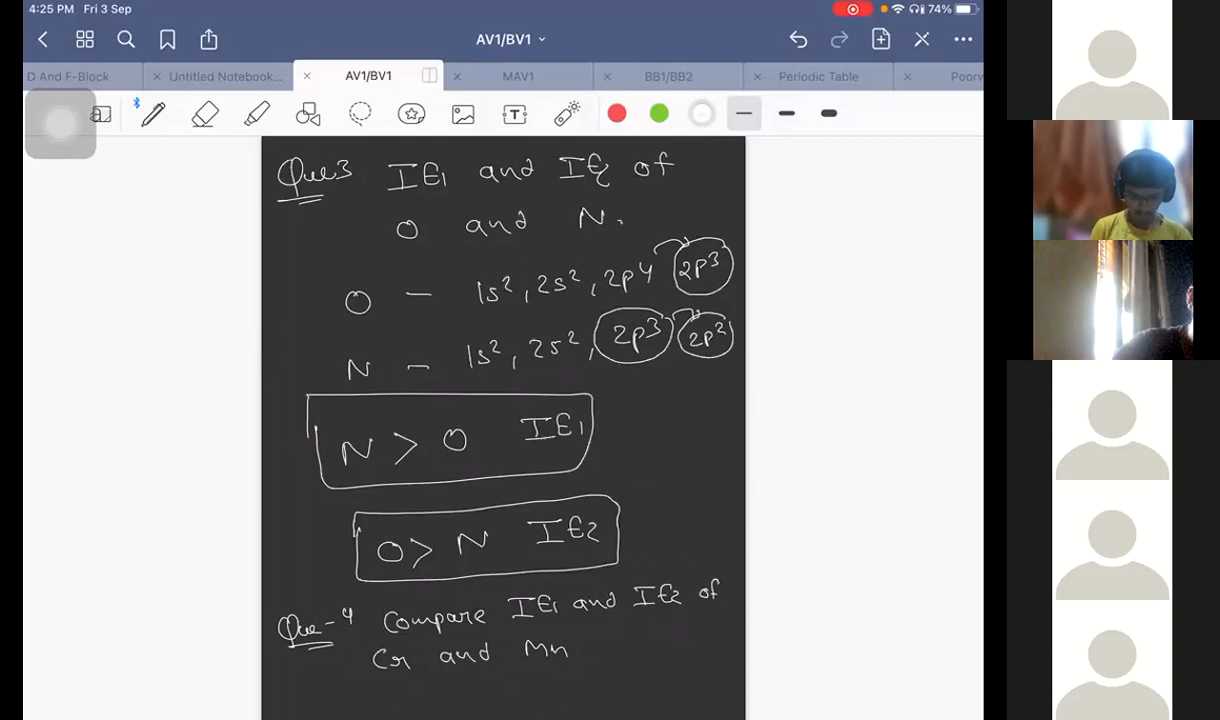 4:25 PM Fri 3 Sep
74%
AV1/BV1
D And F-Block
Untitled Notebook...
AV1/BV1
MAV1
BB1/BB2
Periodic Table
Poorv
T
Que3 IE1 and IE2 of
O and N.
O - 1s², 2s², 2p4 2p³
N - 1s², 2s², 2p³ 2p²
N > O IE1
O > N IE2
Que-4 Compare IE1 and IE2 of
Cr and Mn